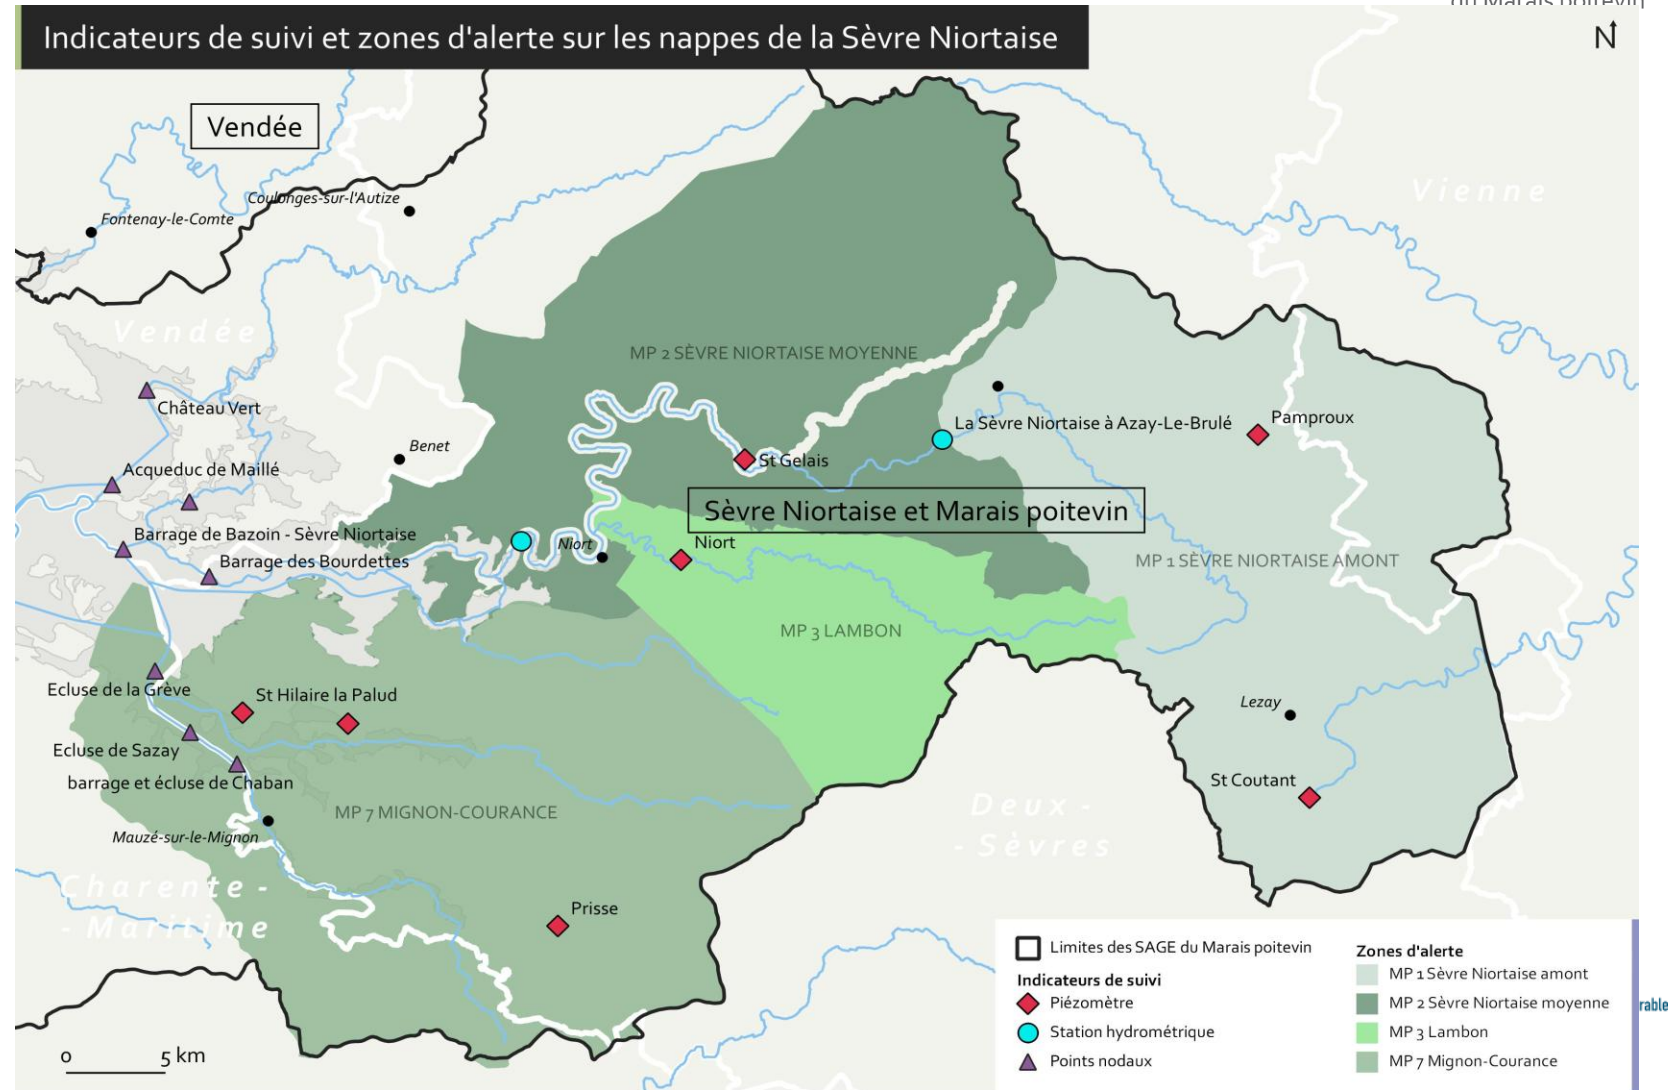 du Marais poitevin
Indicateurs de suivi et zones d'alerte sur les nappes de la Sèvre Niortaise
N
Vendée
Vienne
Coulonges-sur-l'Autize
Fontenay-le-Comte
Vendée
MP 2 SÈVRE NIORTAISE MOYENNE
Château Vert
La Sèvre Niortaise à Azay-Le-Brulé
Pamproux
Benet
St Gelais
Acqueduc de Maillé
Sèvre Niortaise et Marais poitevin
Barrage de Bazoin - Sèvre Niortaise
Niort
Niort
Barrage des Bourdettes
MP 1 SÈVRE NIORTAISE AMONT
MP 3 LAMBON
Ecluse de la Grève
St Hilaire la Palud
Lezay
Ecluse de Sazay
barrage et écluse de Chaban
St Coutant
MP 7 MIGNON-COURANCE
Deux -
- Sèvres
Mauzé-sur-le-Mignon
Charente -
- Maritime
Prisse
Limites des SAGE du Marais poitevin
Indicateurs de suivi
Piézomètre
Station hydrométrique
Points nodaux
Zones d'alerte
MP 1 Sèvre Niortaise amont
MP 2 Sèvre Niortaise moyenne
MP 3 Lambon
MP 7 Mignon-Courance
rable
0 5 km